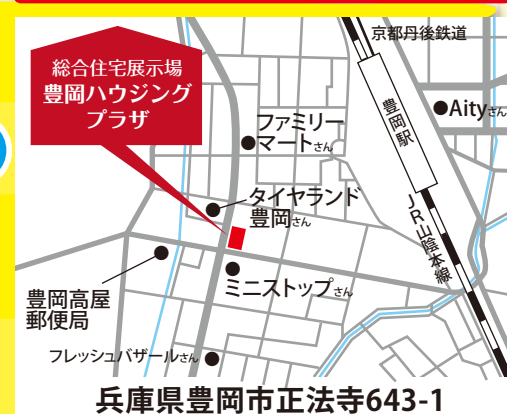 京都丹後鉄道
総合住宅展示場
豊岡ハウジング
プラザ
豊岡駅
Aityさん
ファミリー
マートさん
タイヤランド
豊岡さん
JR山陰本線
ミニストップさん
豊岡高屋
郵便局
フレッシュバザールさん
兵庫県豊岡市正法寺643-1